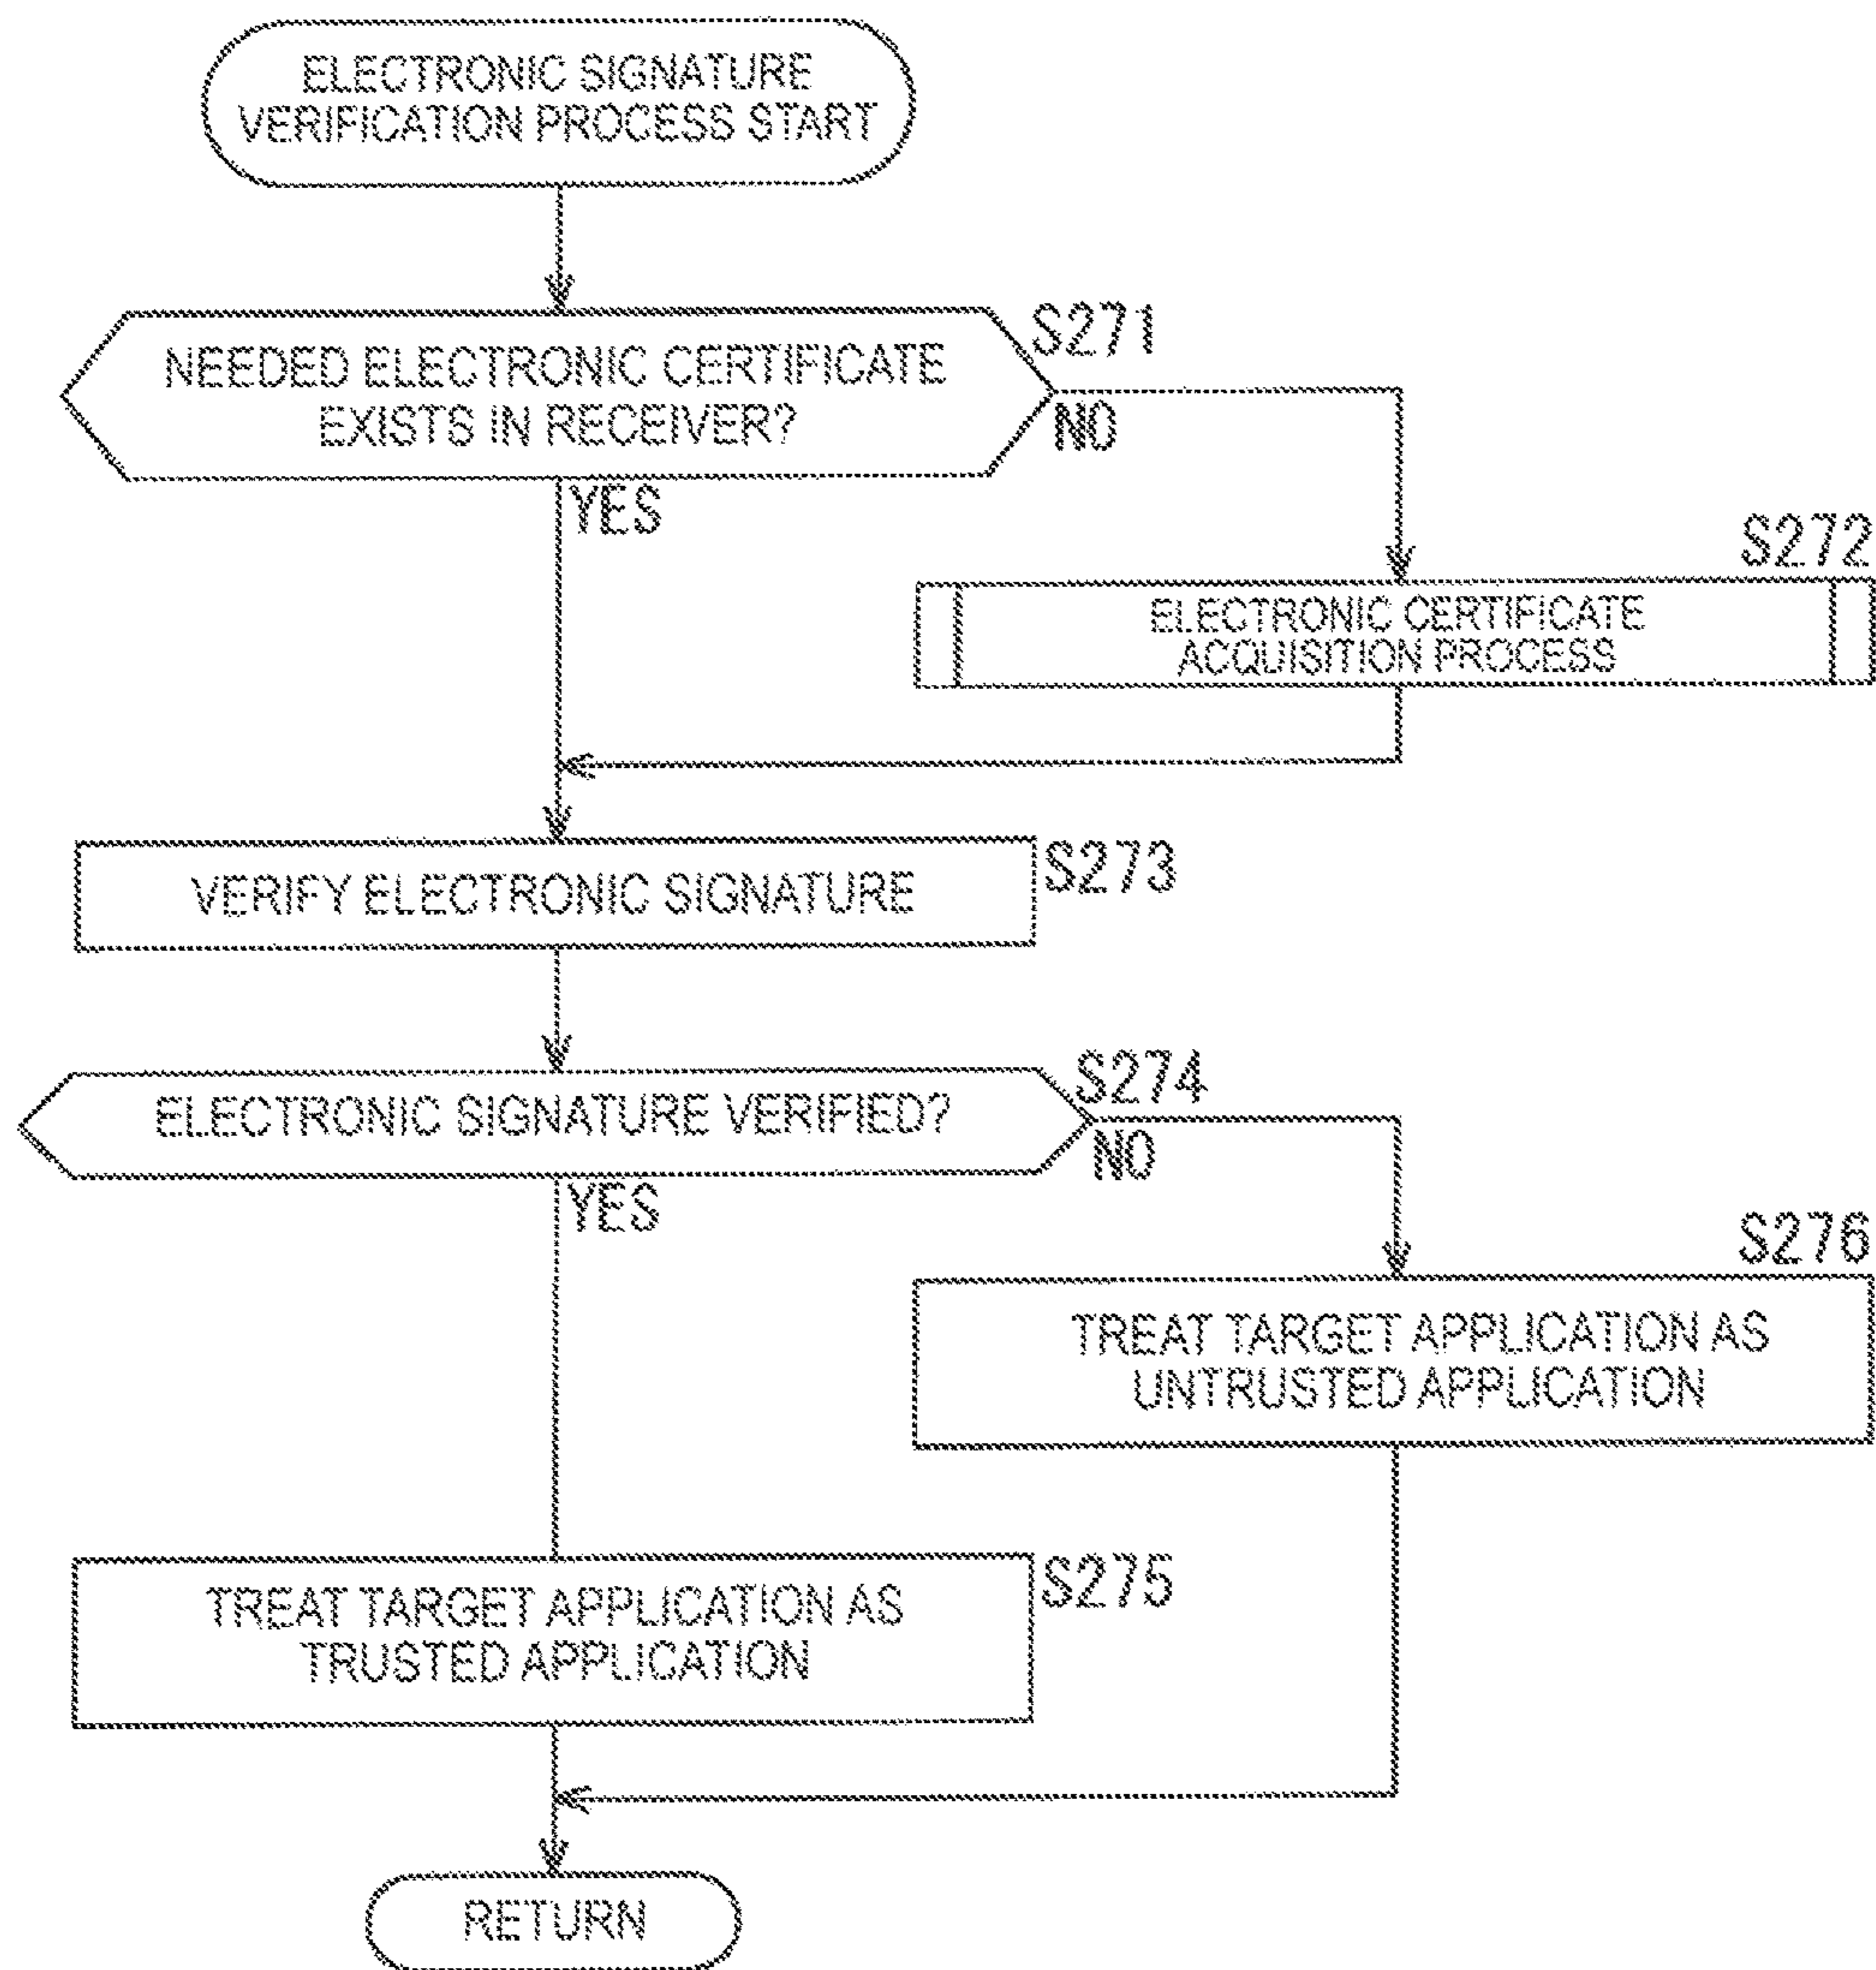 ELECTRONIC SIGNATURE
VERIFICATION PROCESS START
S271
NEEDED ELECTRONIC CERTIFICATE
EXISTS IN RECEIVER?
NO
YES
S272
ELECTRONIC CERTIFICATE
ACQUISITION PROCESS
S273
VERIFY ELECTRONIC SIGNATURE
S274
ELECTRONIC SIGNATURE VERIFIED?
NO
YES
S276
TREAT TARGET APPLICATION AS
UNTRUSTED APPLICATION
S275
TREAT TARGET APPLICATION AS
TRUSTED APPLICATION
RETURN